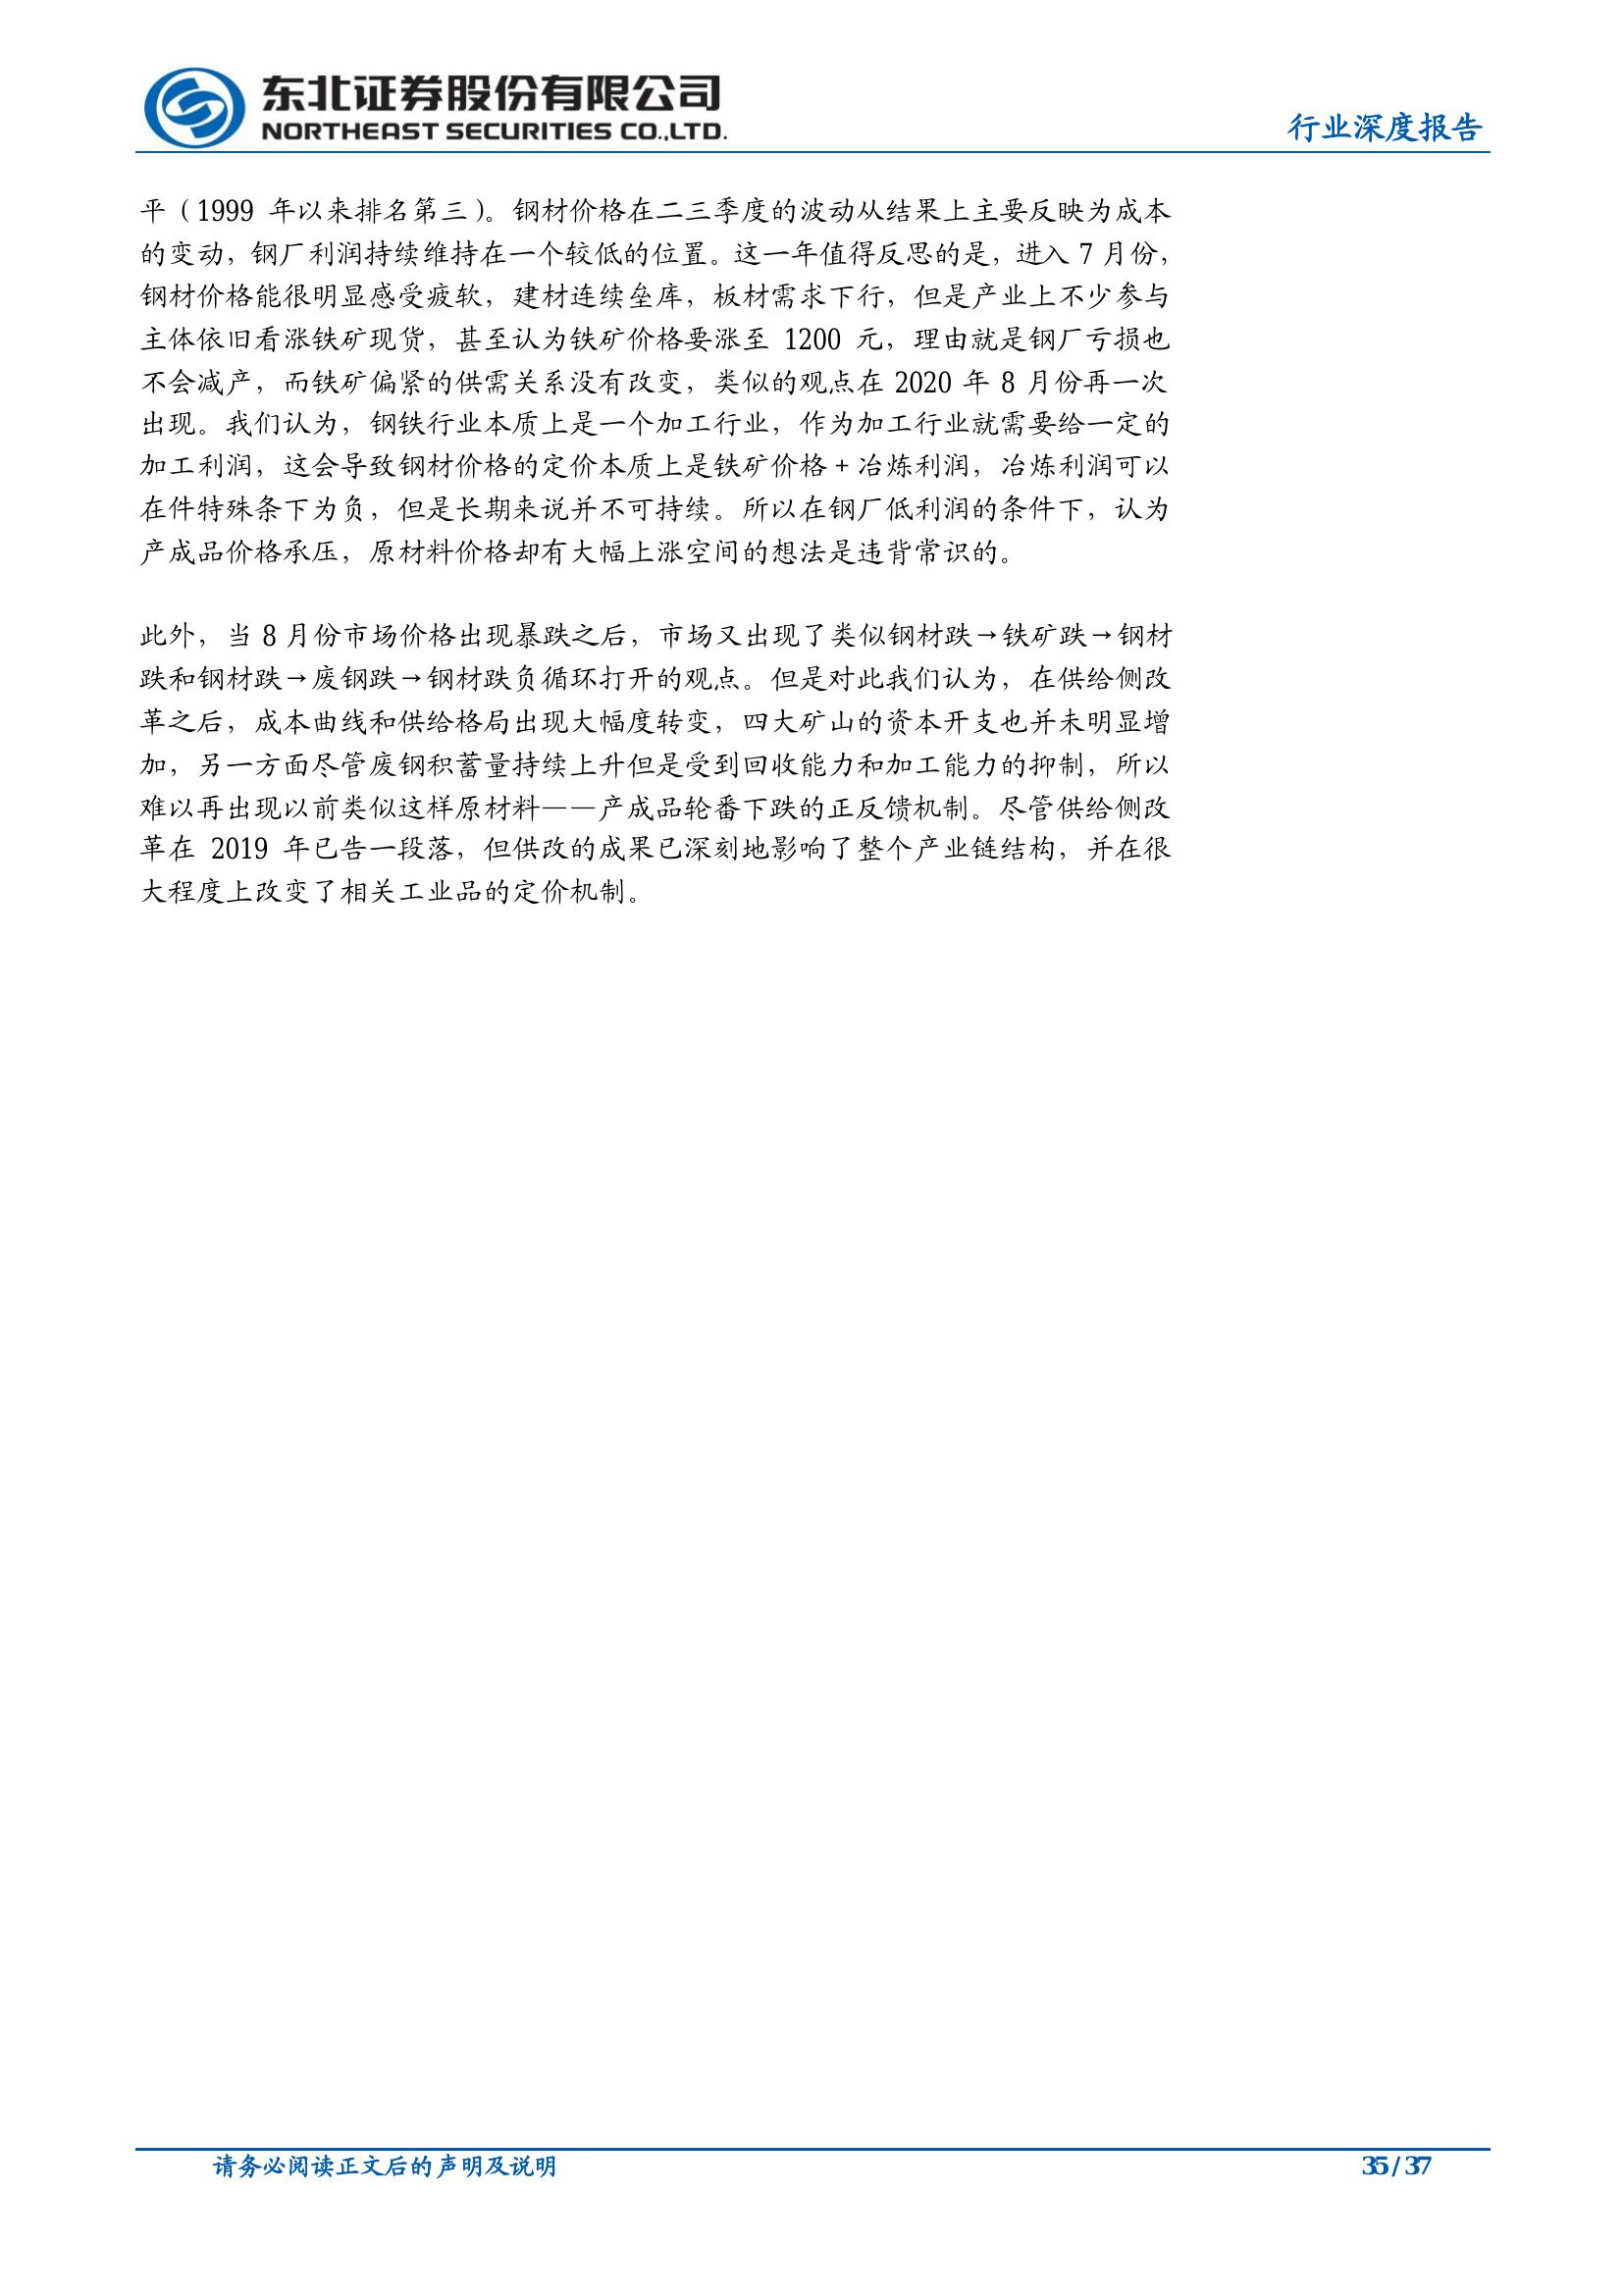 东北证券股份有限公司
NORTHEAST SECURITIES CO.,LTD.
行业深度报告
平（1999 年以来排名第三）。钢材价格在二三季度的波动从结果上主要反映为成本
的变动，钢厂利润持续维持在一个较低的位置。这一年值得反思的是，进入 7 月份，
钢材价格能很明显感受疲软，建材连续垒库，板材需求下行，但是产业上不少参与
主体依旧看涨铁矿现货，甚至认为铁矿价格要涨至 1200 元，理由就是钢厂亏损也
不会减产，而铁矿偏紧的供需关系没有改变，类似的观点在 2020 年 8 月份再一次
出现。我们认为，钢铁行业本质上是一个加工行业，作为加工行业就需要给一定的
加工利润，这会导致钢材价格的定价本质上是铁矿价格+冶炼利润，冶炼利润可以
在件特殊条下为负，但是长期来说并不可持续。所以在钢厂低利润的条件下，认为
产成品价格承压，原材料价格却有大幅上涨空间的想法是违背常识的。
此外，当 8 月份市场价格出现暴跌之后，市场又出现了类似钢材跌→铁矿跌→钢材
跌和钢材跌→废钢跌→钢材跌负循环打开的观点。但是对此我们认为，在供给侧改
革之后，成本曲线和供给格局出现大幅度转变，四大矿山的资本开支也并未明显增
加，另一方面尽管废钢积蓄量持续上升但是受到回收能力和加工能力的抑制，所以
难以再出现以前类似这样原材料——产成品轮番下跌的正反馈机制。尽管供给侧改
革在 2019 年已告一段落，但供改的成果已深刻地影响了整个产业链结构，并在很
大程度上改变了相关工业品的定价机制。
请务必阅读正文后的声明及说明
35 / 37